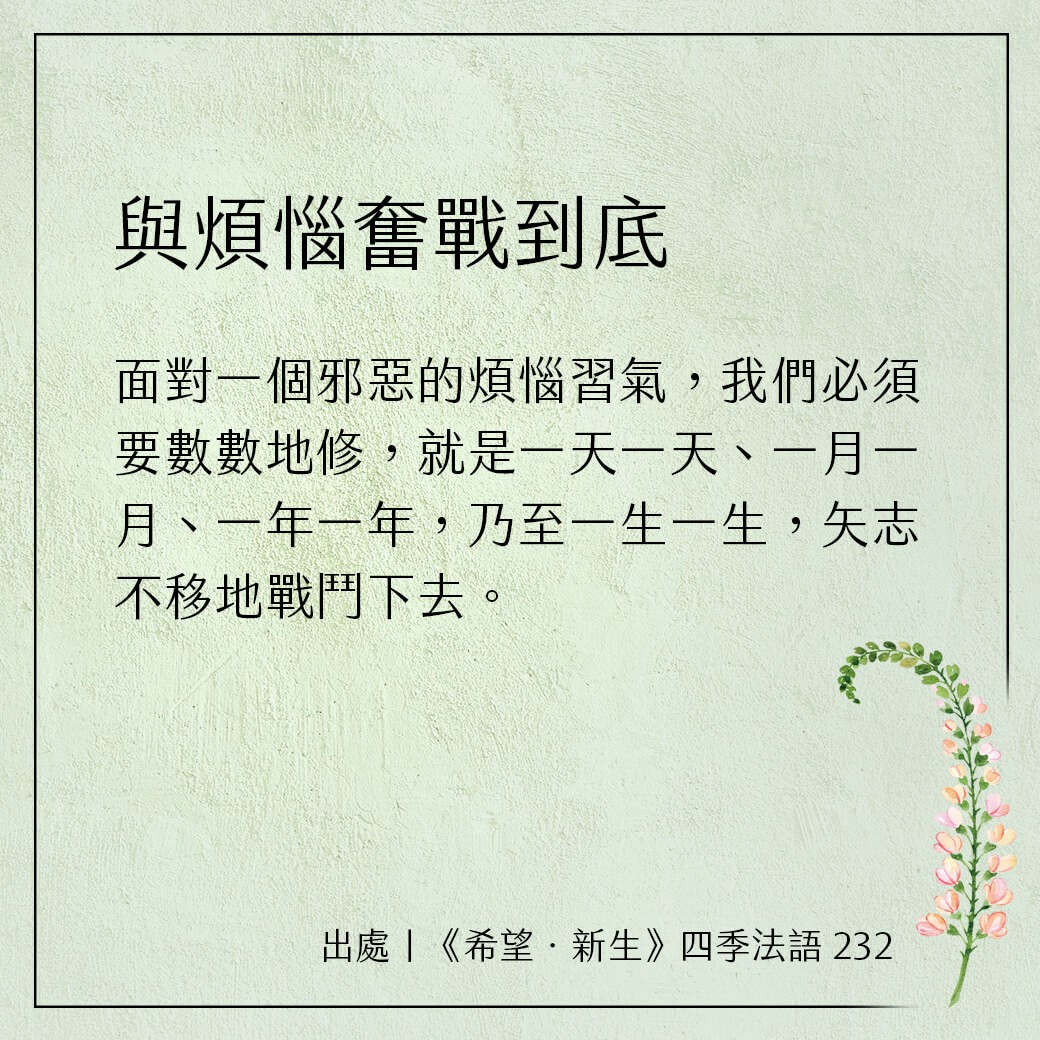 與煩惱奮戰到底
面對一個邪惡的煩惱習氣，我們必須
要數數地修，就是一天一天、一月一
月、一年一年，乃至一生一生，矢志
不移地戰鬥下去。
出處｜《希望．新生》四季法語 232